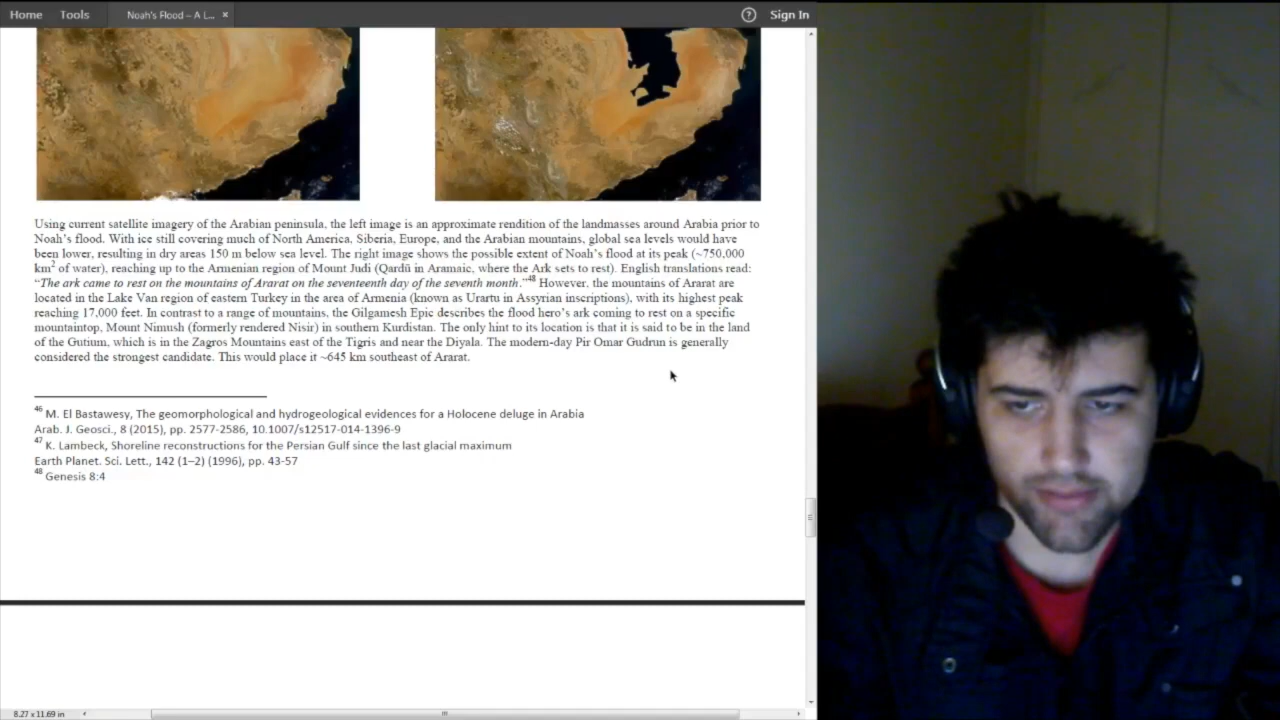 Home Tools Noah's Flood – A L... × ? Sign In
Using current satellite imagery of the Arabian peninsula, the left image is an approximate rendition of the landmasses around Arabia prior to
Noah's flood. With ice still covering much of North America, Siberia, Europe, and the Arabian mountains, global sea levels would have
been lower, resulting in dry areas 150 m below sea level. The right image shows the possible extent of Noah's flood at its peak (~750,000
km² of water), reaching up to the Armenian region of Mount Judi (Qardū in Aramaic, where the Ark sets to rest). English translations read:
“The ark came to rest on the mountains of Ararat on the seventeenth day of the seventh month.”48 However, the mountains of Ararat are
located in the Lake Van region of eastern Turkey in the area of Armenia (known as Urartu in Assyrian inscriptions), with its highest peak
reaching 17,000 feet. In contrast to a range of mountains, the Gilgamesh Epic describes the flood hero's ark coming to rest on a specific
mountaintop, Mount Nimush (formerly rendered Nisir) in southern Kurdistan. The only hint to its location is that it is said to be in the land
of the Gutium, which is in the Zagros Mountains east of the Tigris and near the Diyala. The modern-day Pir Omar Gudrun is generally
considered the strongest candidate. This would place it ~645 km southeast of Ararat.
46 M. El Bastawesy, The geomorphological and hydrogeological evidences for a Holocene deluge in Arabia
Arab. J. Geosci., 8 (2015), pp. 2577-2586, 10.1007/s12517-014-1396-9
47 K. Lambeck, Shoreline reconstructions for the Persian Gulf since the last glacial maximum
Earth Planet. Sci. Lett., 142 (1–2) (1996), pp. 43-57
48 Genesis 8:4
8.27 x 11.69 in